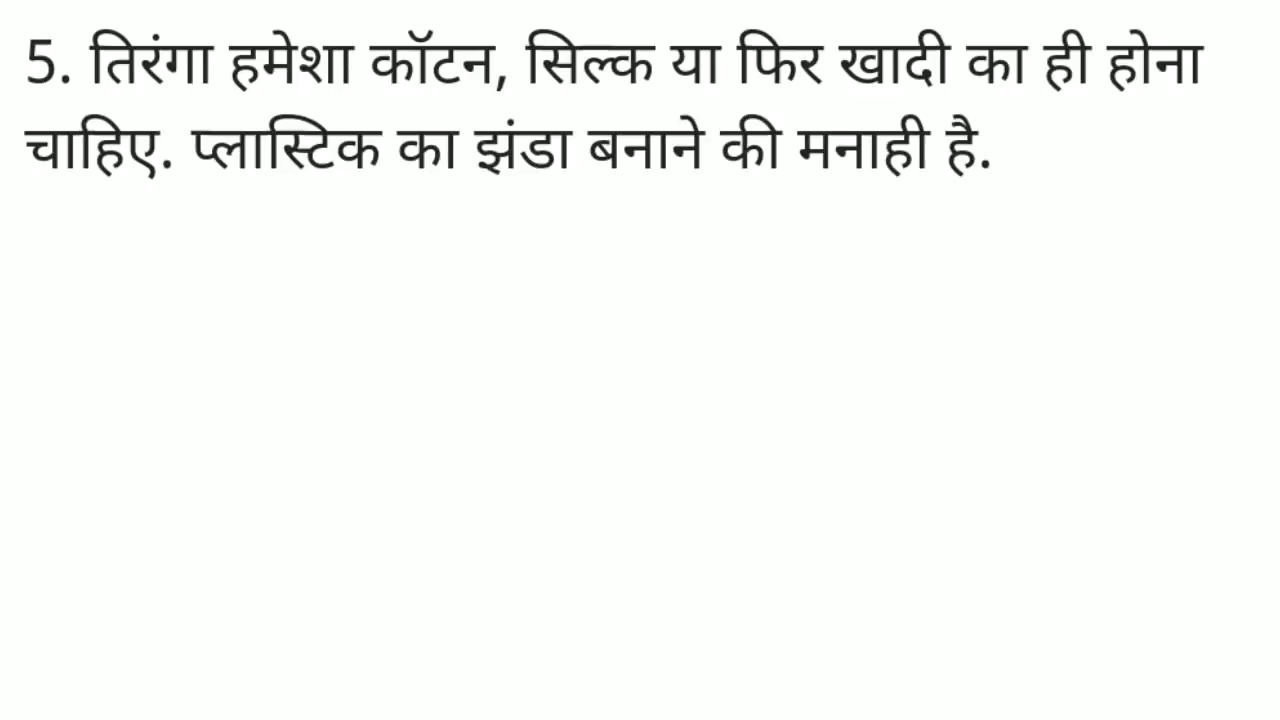 5. तिरंगा हमेशा कॉटन, सिल्क या फिर खादी का ही होना
चाहिए. प्लास्टिक का झंडा बनाने की मनाही है.